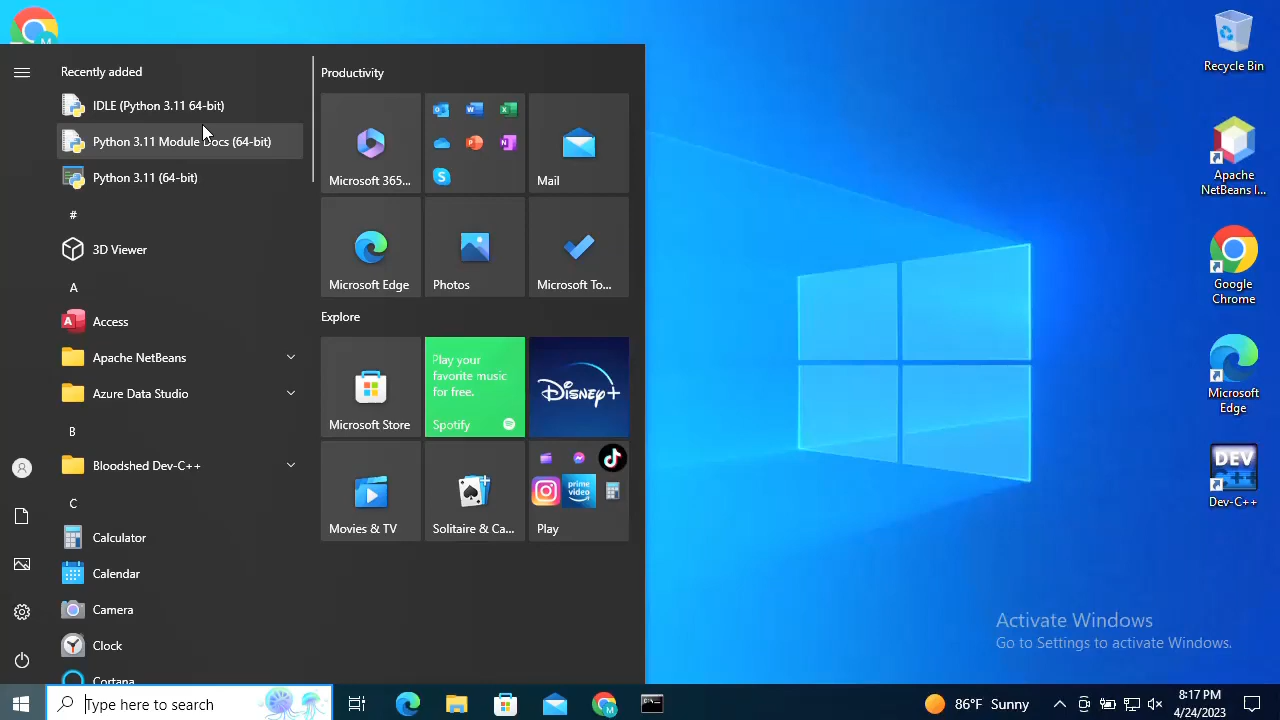 Recently added
IDLE (Python 3.11 64-bit)
Python 3.11 Module Docs (64-bit)
Python 3.11 (64-bit)
#
3D Viewer
A
Access
Apache NetBeans
Azure Data Studio
B
Bloodshed Dev-C++
C
Calculator
Calendar
Camera
Clock
Cortana
Productivity
Microsoft 365...
Mail
Microsoft Edge
Photos
Microsoft To...
Explore
Microsoft Store
Play your
favorite music
for free.
Spotify
Disney+
Movies & TV
Solitaire & Ca...
prime
video
Play
Recycle Bin
Apache
NetBeans I...
Google
Chrome
Microsoft
Edge
DEV
C++
Dev-C++
Activate Windows
Go to Settings to activate Windows.
Type here to search
86°F Sunny
8:17 PM
4/24/2023